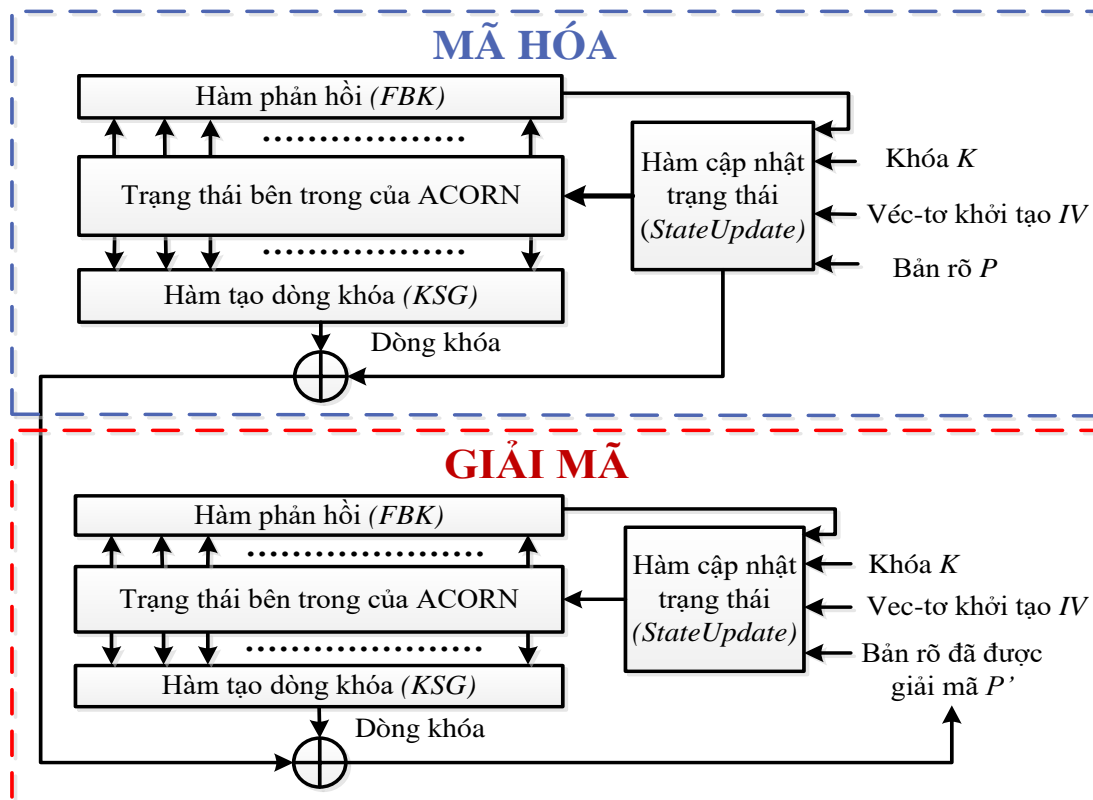 MÃ HÓA
Hàm phản hồi (FBK)
Trạng thái bên trong của ACORN
Hàm tạo dòng khóa (KSG)
Dòng khóa
Hàm cập nhật
trạng thái
(StateUpdate)
Khóa K
Véc-tơ khởi tạo IV
Bản rõ P
GIẢI MÃ
Hàm phản hồi (FBK)
Trạng thái bên trong của ACORN
Hàm tạo dòng khóa (KSG)
Dòng khóa
Hàm cập nhật
trạng thái
(StateUpdate)
Khóa K
Vec-tơ khởi tạo IV
Bản rõ đã được
giải mã P’